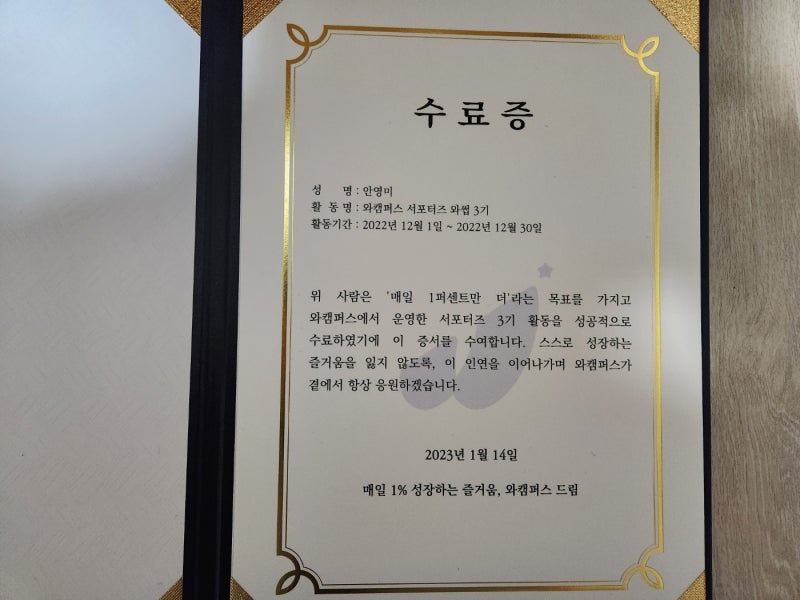 수료증
성 명 : 안영미
활 동 명 : 와캠퍼스 서포터즈 와썹 3기
활동기간 : 2022년 12월 1일 ~ 2022년 12월 30일
위 사람은 '매일 1퍼센트만 더'라는 목표를 가지고
와캠퍼스에서 운영한 서포터즈 3기 활동을 성공적으로
수료하였기에 이 증서를 수여합니다. 스스로 성장하는
즐거움을 잃지 않도록, 이 인연을 이어나가며 와캠퍼스가
곁에서 항상 응원하겠습니다.
2023년 1월 14일
매일 1% 성장하는 즐거움, 와캠퍼스 드림